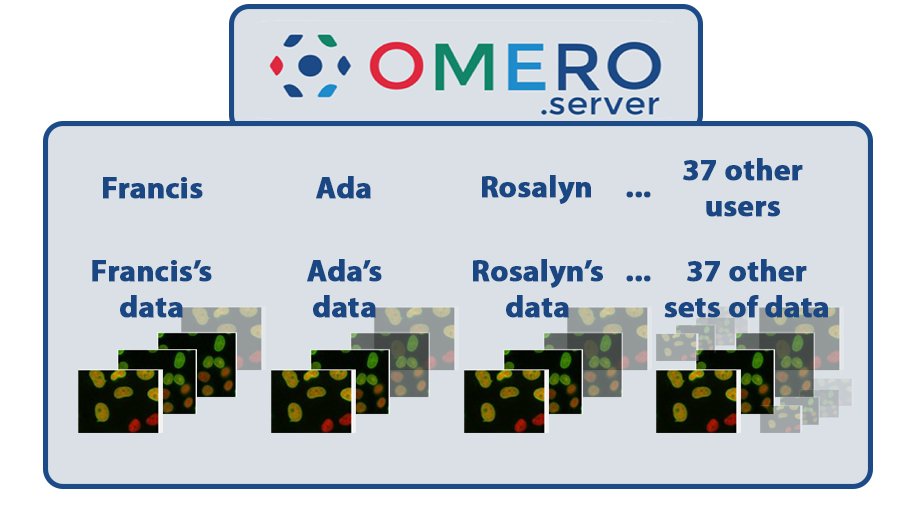 OMERO
.server
Francis
Ada
Rosalyn
...
37 other
users
Francis’s
data
Ada’s
data
Rosalyn’s
data
...
37 other
sets of data